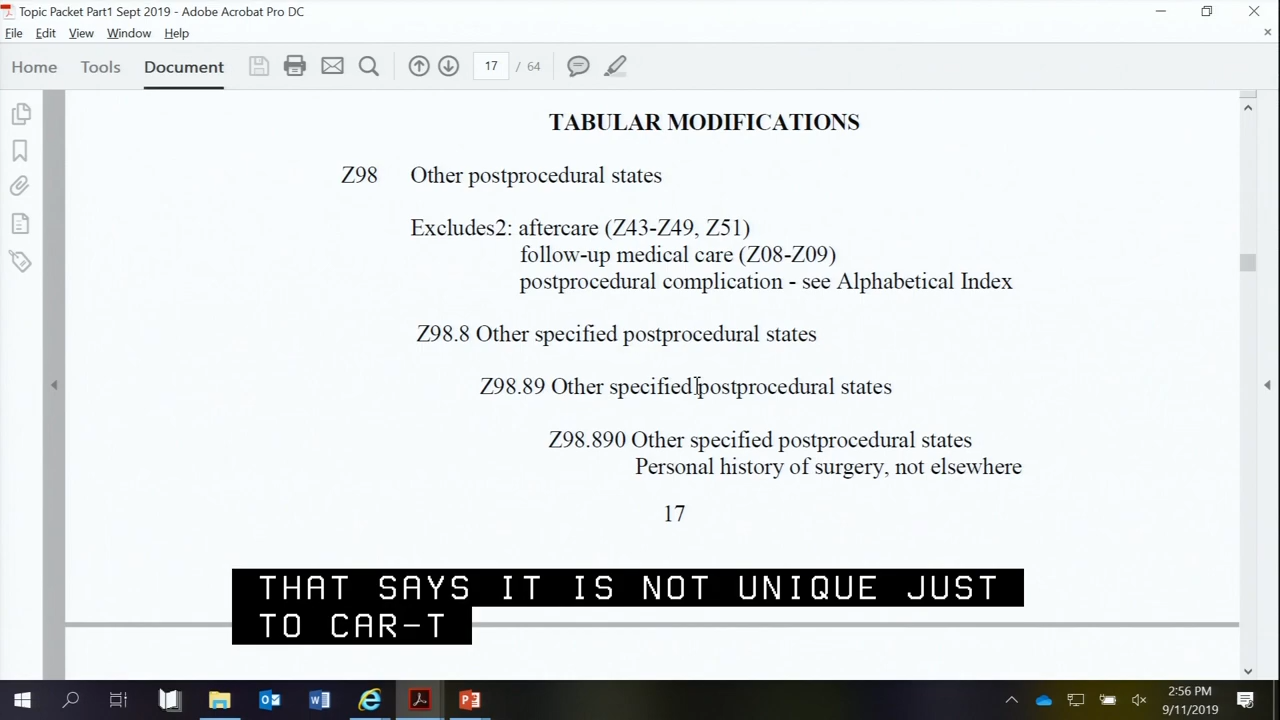 Topic Packet Part1 Sept 2019 - Adobe Acrobat Pro DC
File Edit View Window Help
Home Tools Document 17 / 64
TABULAR MODIFICATIONS
Z98 Other postprocedural states
Excludes2: aftercare (Z43-Z49, Z51)
follow-up medical care (Z08-Z09)
postprocedural complication - see Alphabetical Index
Z98.8 Other specified postprocedural states
Z98.89 Other specified postprocedural states
Z98.890 Other specified postprocedural states
Personal history of surgery, not elsewhere
17
THAT SAYS IT IS NOT UNIQUE JUST
TO CAR-T
2:56 PM
9/11/2019